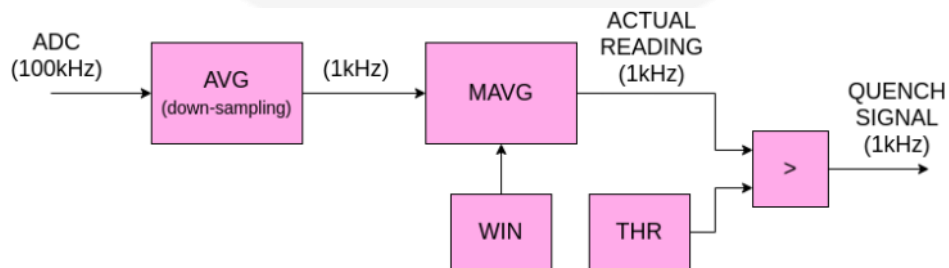 ADC
(100kHz)
AVG
(down-sampling)
(1kHz)
MAVG
ACTUAL
READING
(1kHz)
WIN
THR
>
QUENCH
SIGNAL
(1kHz)